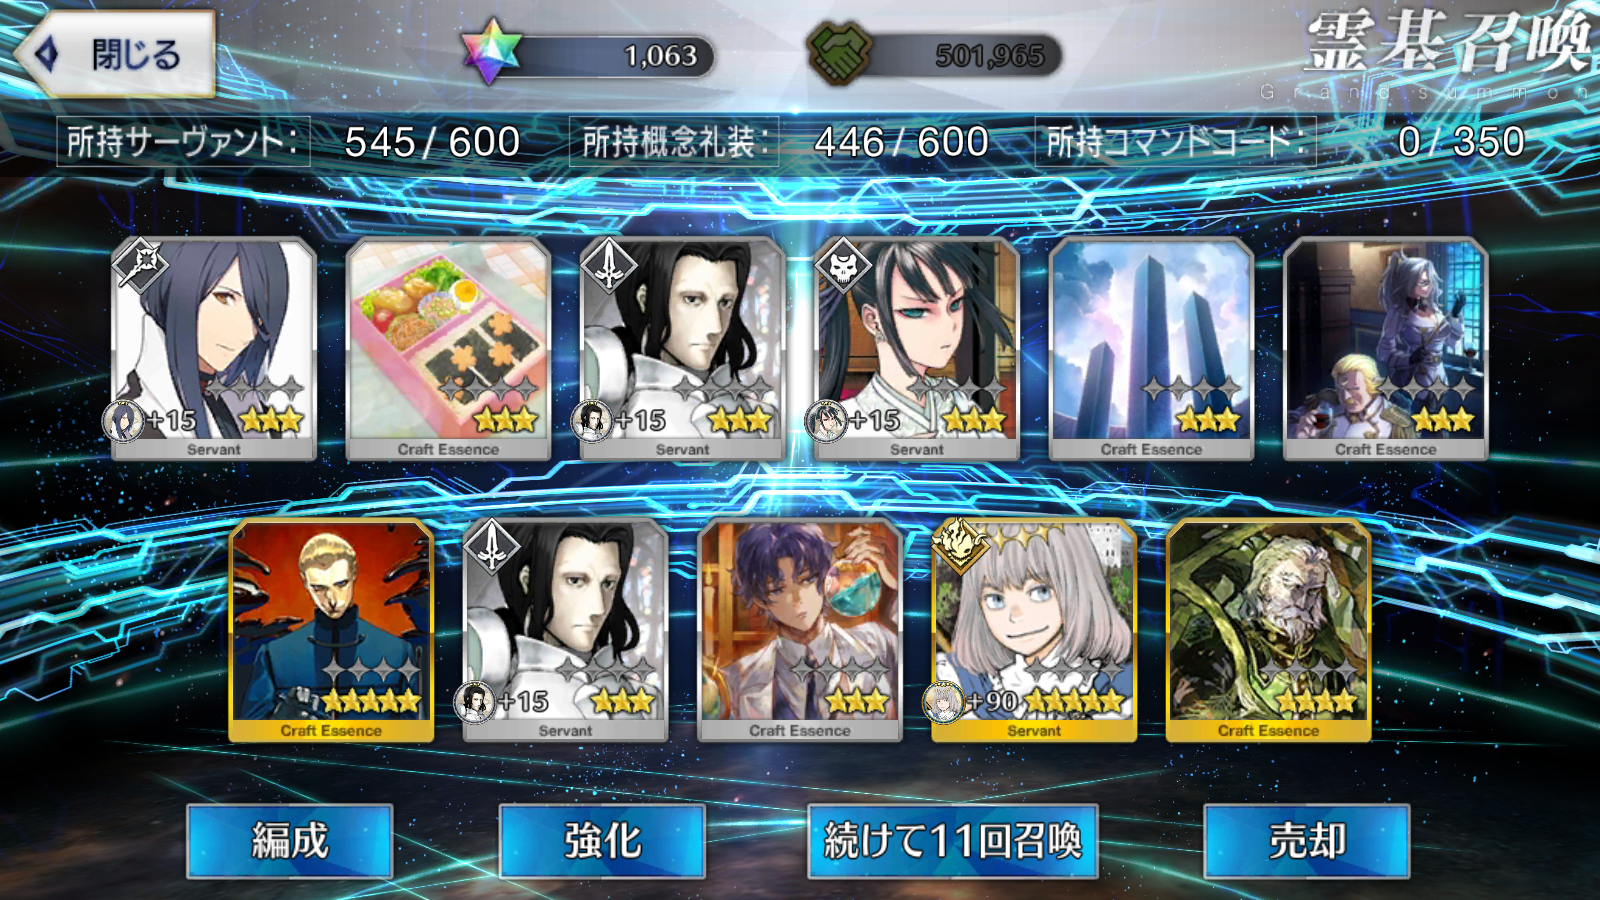 閉じる
1,063
501,965
霊基召喚
Grand summon
所持サーヴァント: 545 / 600
所持概念礼装: 446 / 600
所持コマンドコード: 0 / 350
+15
+15
+15
Servant
Craft Essence
Servant
Servant
Craft Essence
Craft Essence
+15
+90
Craft Essence
Servant
Craft Essence
Servant
Craft Essence
編成
強化
続けて11回召喚
売却